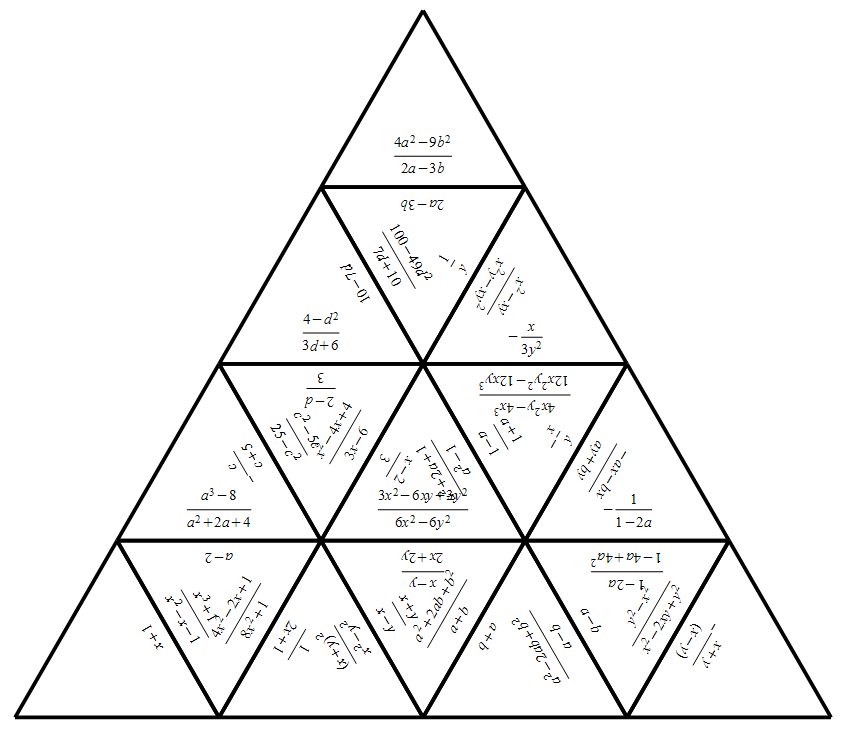 4a²−9b²
2a−3b
2a−3b
100−49d²
7d+10
1
y
10−7d
x²−xy
x²y−xy²
4−d²
3d+6
−x
3y²
2−d
3
4x²y−4x³
12x²y²−12xy³
25−c²
c²−5c
x²−4x+4
3x−6
x−2
3
a²+2a+1
a²−1
a+1
a−1
−x
y
−ax−bx
ay+by
−c+5
c
a³−8
a²+2a+4
3x²−6xy+3y²
6x²−6y²
−1
1−2a
a−2
x−y
2x+2y
1−2a
1−4a+4a²
x+1
x³+1
x²−x−1
4x²−2x+1
8x²+1
1
2x+1
x²−y²
(x+y)²
x−y
x+y
a²+2ab+b²
a+b
a+b
a²−2ab+b²
a−b
a−b
y²−x²
x²−2xy+y²
−x+y
(x−y)